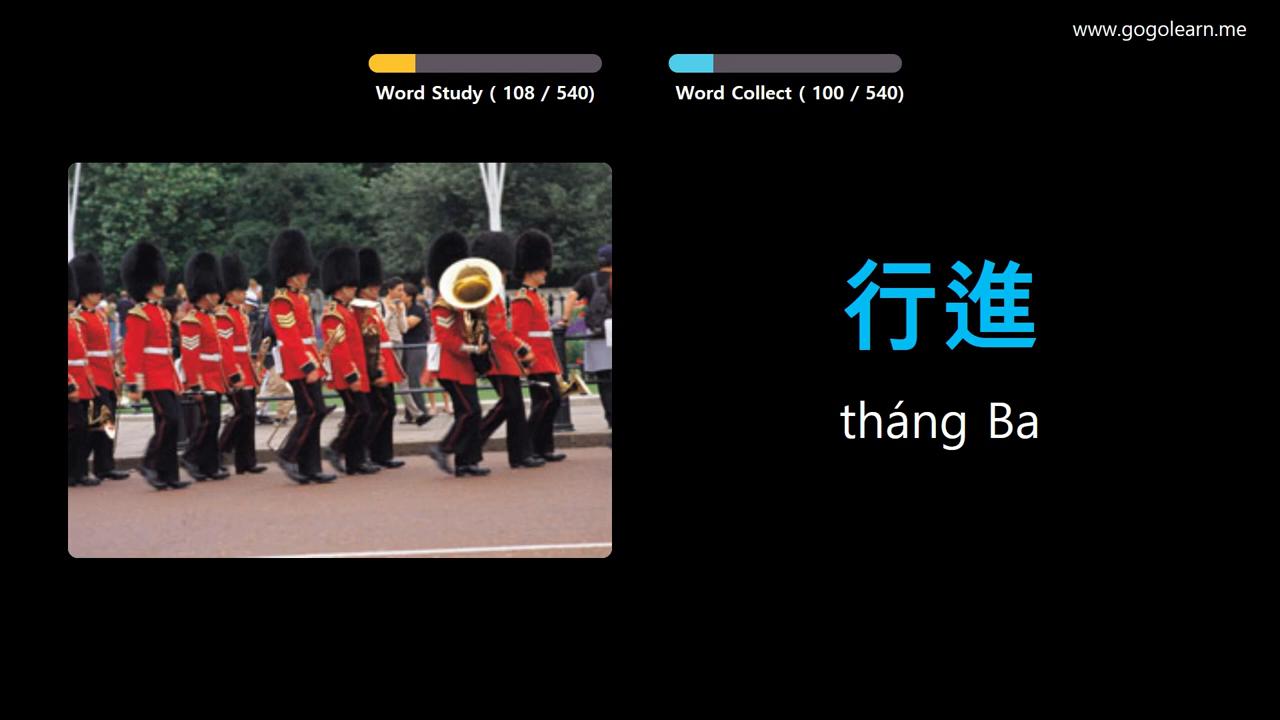 www.gogolearn.me
Word Study ( 108 / 540)
Word Collect ( 100 / 540)
行進
tháng Ba